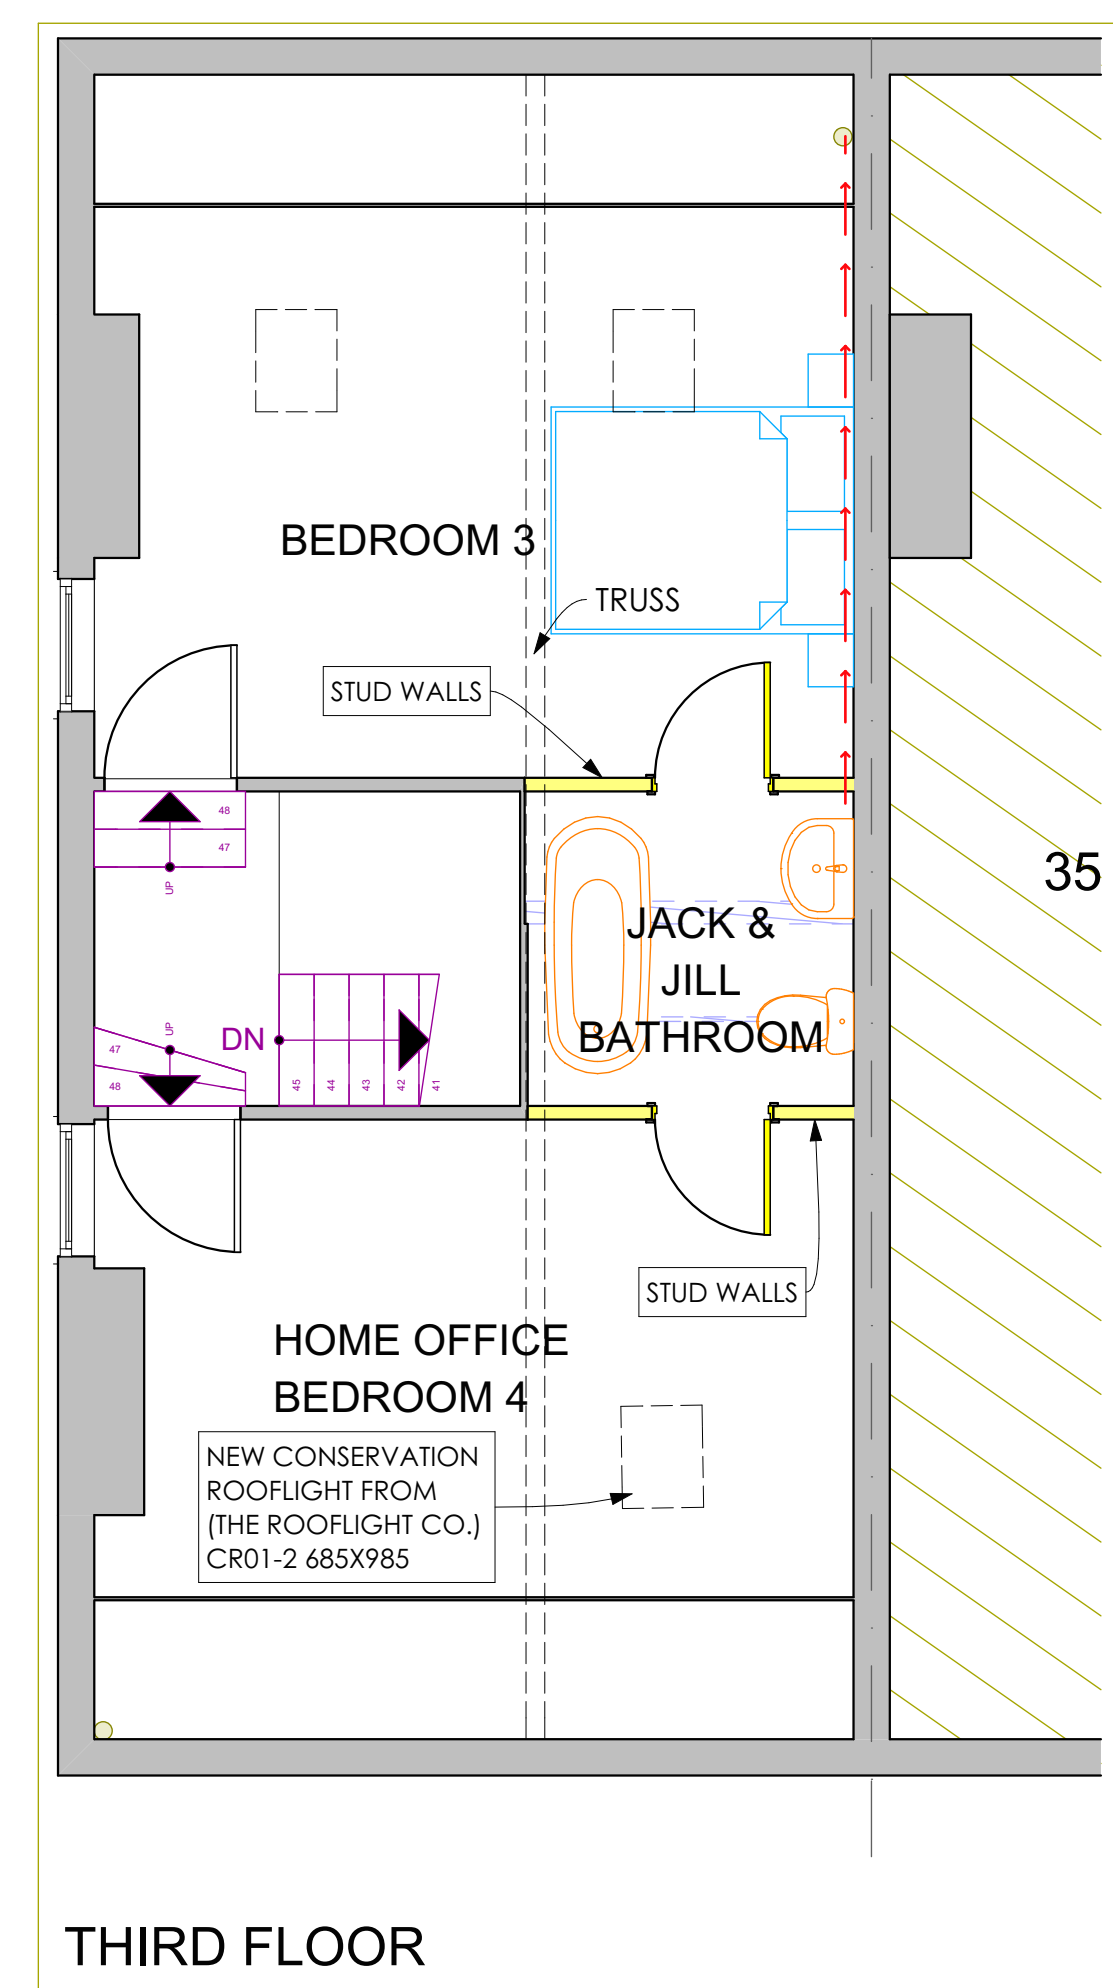 BEDROOM 3
TRUSS
STUD WALLS
48
47
UP
35
JACK &
JILL
BATHROOM
UP
DN
47
48
45
44
43
42
41
STUD WALLS
HOME OFFICE
BEDROOM 4
NEW CONSERVATION
ROOFLIGHT FROM
(THE ROOFLIGHT CO.)
CR01-2 685X985
THIRD FLOOR